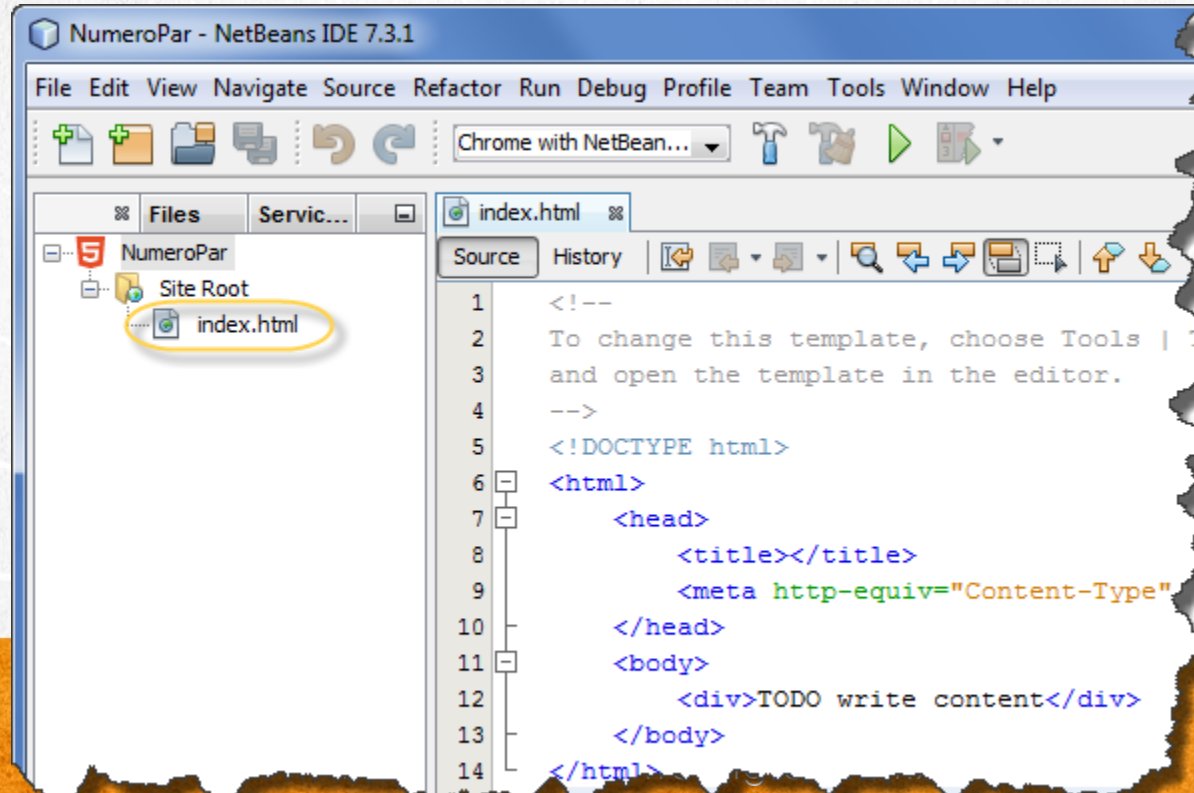 NumeroPar - NetBeans IDE 7.3.1
File Edit View Navigate Source Refactor Run Debug Profile Team Tools Window Help
Chrome with NetBean...
Files Servic...
index.html
NumeroPar
Site Root
index.html
Source History
1 <!--
2 To change this template, choose Tools |
3 and open the template in the editor.
4 -->
5 <!DOCTYPE html>
6 <html>
7 <head>
8 <title></title>
9 <meta http-equiv="Content-Type"
10 </head>
11 <body>
12 <div>TODO write content</div>
13 </body>
14 </html>